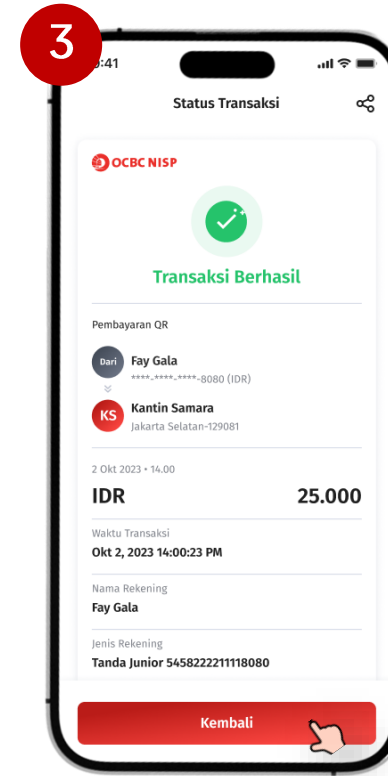 3
9:41
Status Transaksi
OCBC NISP
Transaksi Berhasil
Pembayaran QR
Dari
Fay Gala
****-****-****-8080 (IDR)
KS
Kantin Samara
Jakarta Selatan-129081
2 Okt 2023 • 14.00
IDR 25.000
Waktu Transaksi
Okt 2, 2023 14:00:23 PM
Nama Rekening
Fay Gala
Jenis Rekening
Tanda Junior 5458222211118080
Kembali